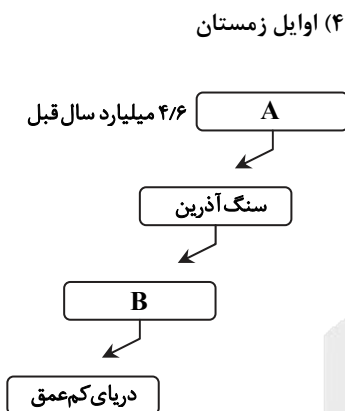 ۴) اوایل زمستان
A
۴/۶ میلیارد سال قبل
سنگ آذرین
B
دریای کم‌عمق